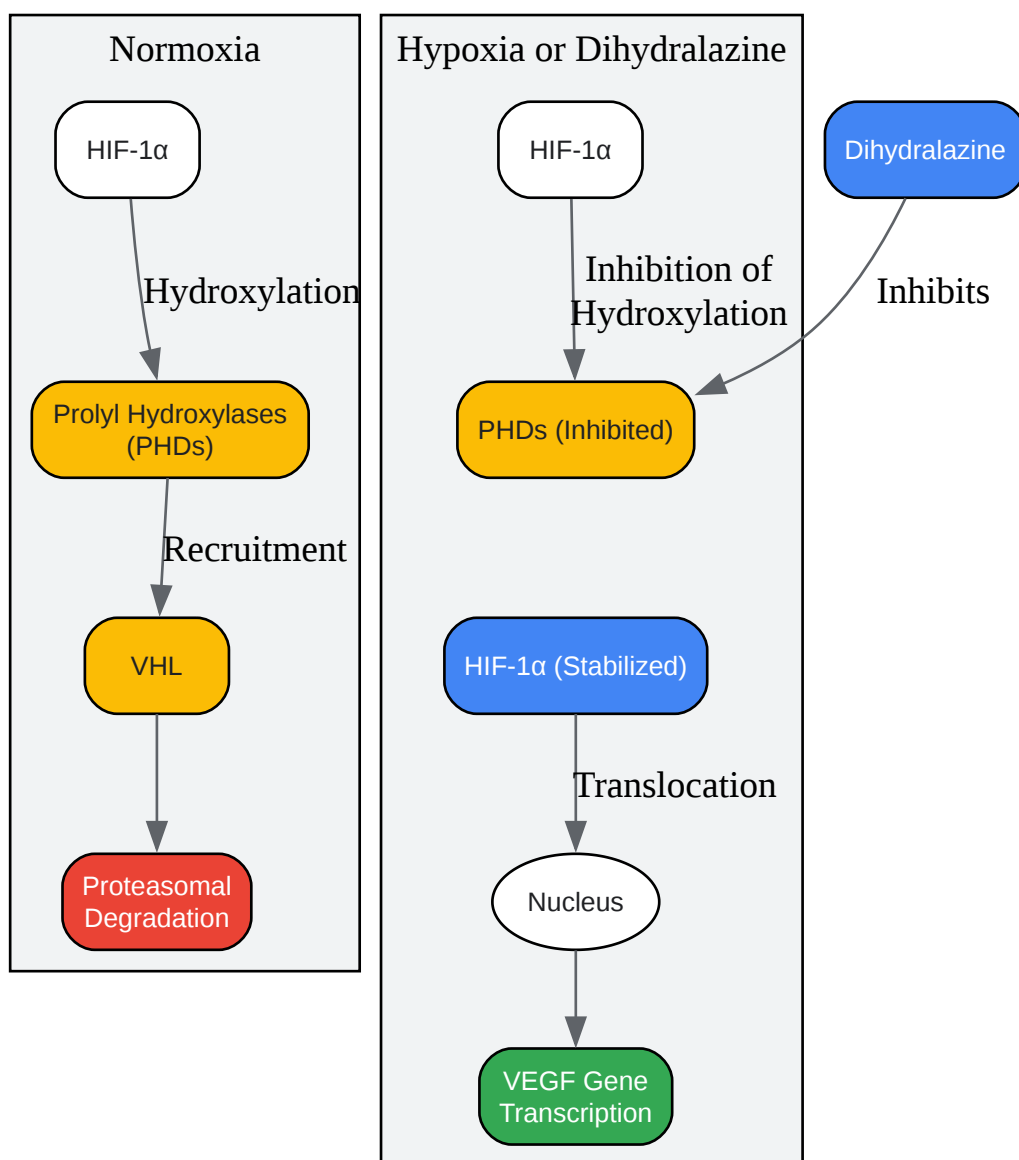 Normoxia
HIF-1α
Hydroxylation
Prolyl Hydroxylases
(PHDs)
Recruitment
VHL
Proteasomal
Degradation
Hypoxia or Dihydralazine
HIF-1α
Inhibition of
Hydroxylation
PHDs (Inhibited)
HIF-1α (Stabilized)
Translocation
Nucleus
VEGF Gene
Transcription
Dihydralazine
Inhibits